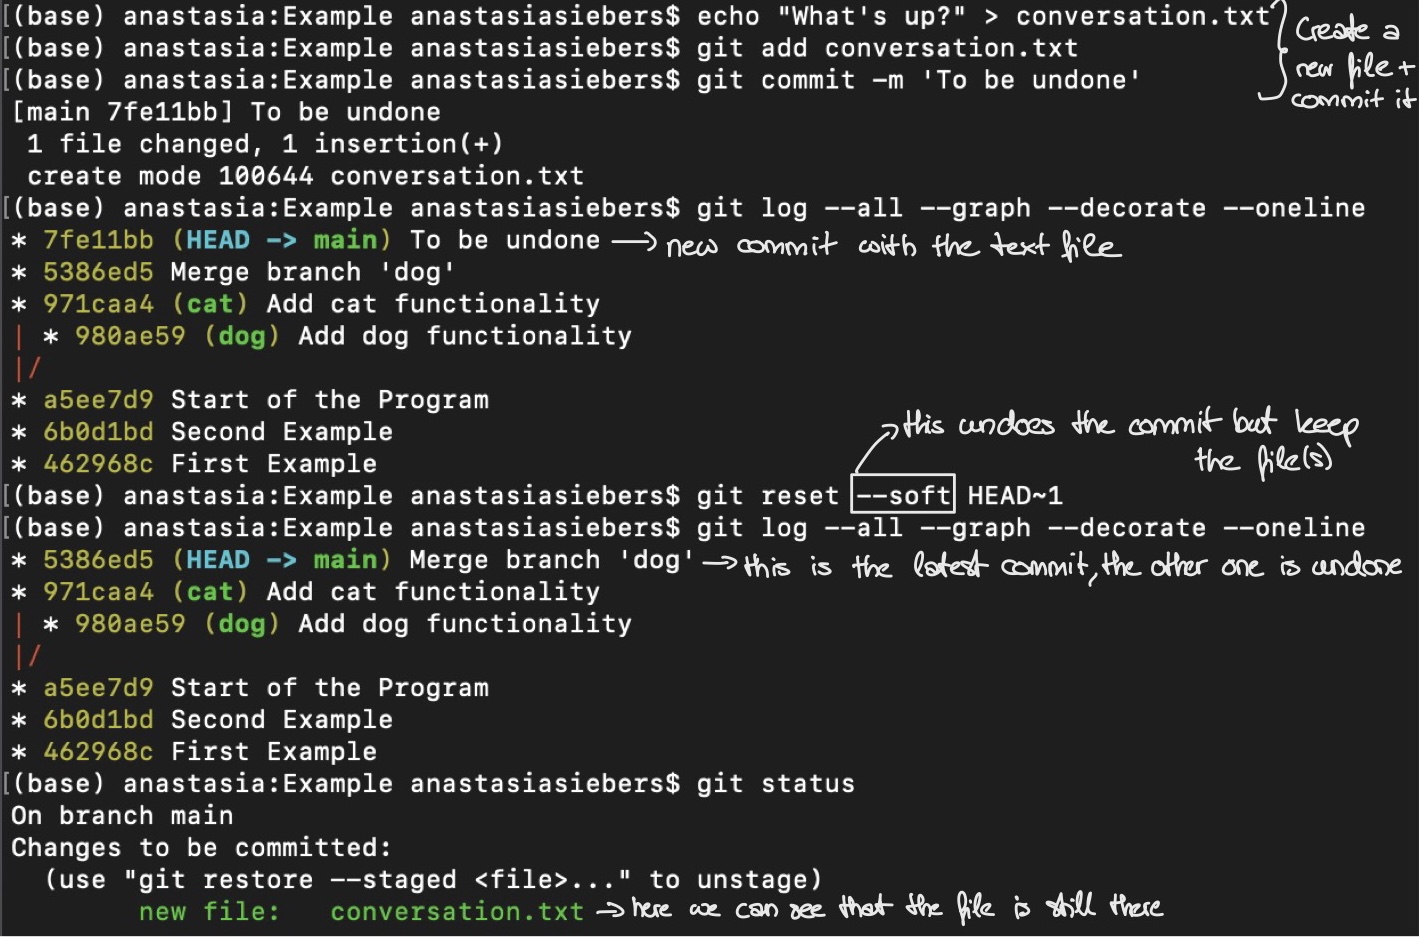 [(base) anastasia:Example anastasiasiebers$ echo "What's up?" > conversation.txt
[(base) anastasia:Example anastasiasiebers$ git add conversation.txt
[(base) anastasia:Example anastasiasiebers$ git commit -m 'To be undone'
Create a
new file +
commit it
[main 7fe11bb] To be undone
1 file changed, 1 insertion(+)
create mode 100644 conversation.txt
[(base) anastasia:Example anastasiasiebers$ git log --all --graph --decorate --oneline
* 7fe11bb (HEAD -> main) To be undone → new commit with the text file
* 5386ed5 Merge branch 'dog'
* 971caa4 (cat) Add cat functionality
| * 980ae59 (dog) Add dog functionality
|/
* a5ee7d9 Start of the Program
* 6b0d1bd Second Example
* 462968c First Example
this undoes the commit but keep
the file(s)
[(base) anastasia:Example anastasiasiebers$ git reset --soft HEAD~1
[(base) anastasia:Example anastasiasiebers$ git log --all --graph --decorate --oneline
* 5386ed5 (HEAD -> main) Merge branch 'dog' → this is the latest commit, the other one is undone
* 971caa4 (cat) Add cat functionality
| * 980ae59 (dog) Add dog functionality
|/
* a5ee7d9 Start of the Program
* 6b0d1bd Second Example
* 462968c First Example
[(base) anastasia:Example anastasiasiebers$ git status
On branch main
Changes to be committed:
(use "git restore --staged <file>..." to unstage)
new file: conversation.txt → here we can see that the file is still there